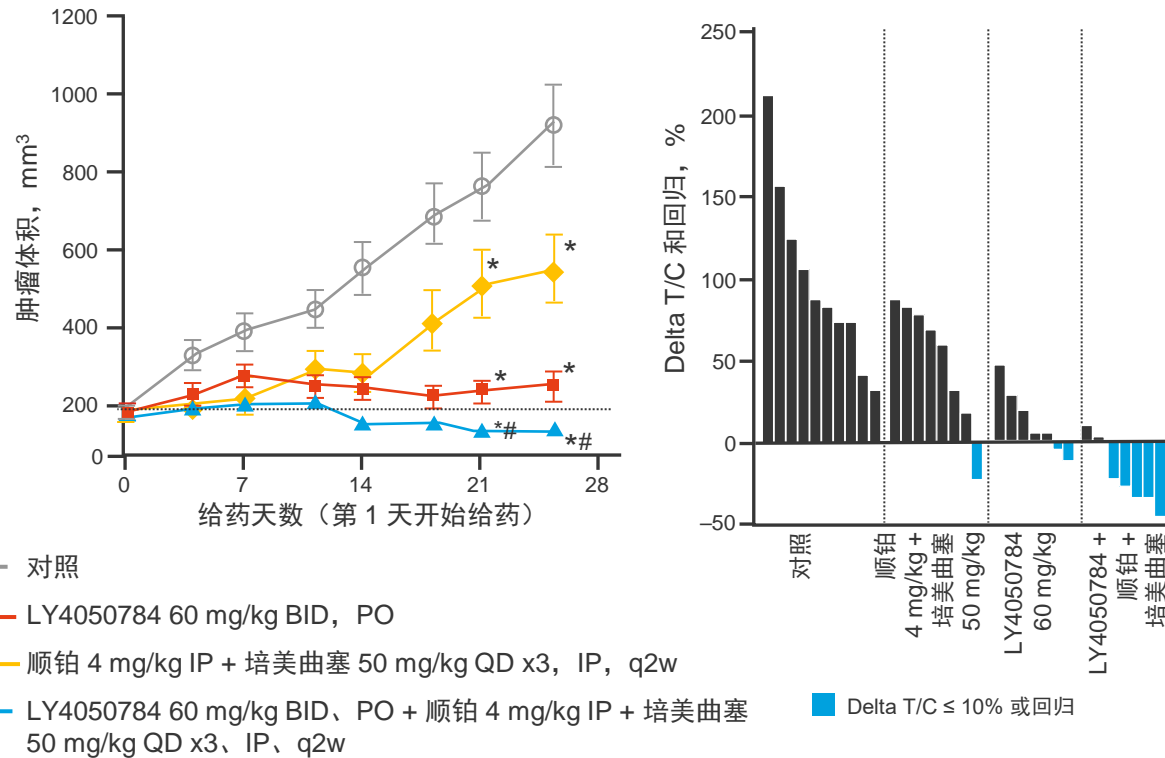 1200
1000
800
600
400
200
0
肿瘤体积，mm³
0
7
14
21
28
给药天数（第 1 天开始给药）
*
*
*
*
*#
*#
250
200
150
100
50
0
–50
Delta T/C 和回归，%
对照
顺铂
4 mg/kg +
培美曲塞
50 mg/kg
LY4050784
60 mg/kg
LY4050784 +
顺铂 +
培美曲塞
对照
LY4050784 60 mg/kg BID，PO
顺铂 4 mg/kg IP + 培美曲塞 50 mg/kg QD x3，IP，q2w
LY4050784 60 mg/kg BID、PO + 顺铂 4 mg/kg IP + 培美曲塞
50 mg/kg QD x3、IP、q2w
Delta T/C ≤ 10% 或回归